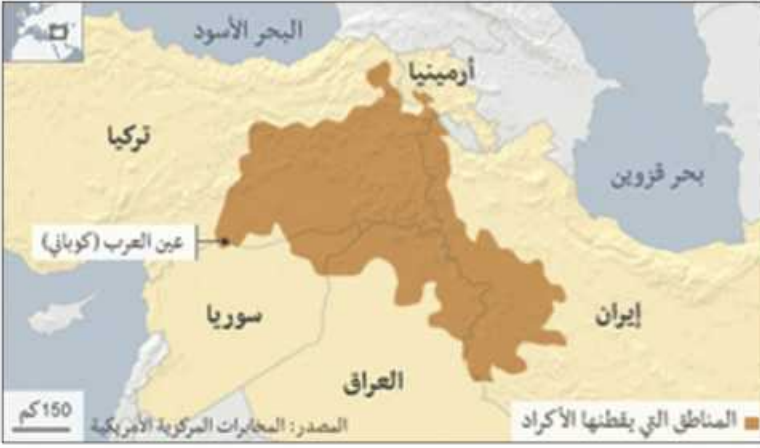 البحر الأسود
أرمينيا
تركيا
بحر قزوين
عين العرب (كوباني)
سوريا
إيران
العراق
150كم
المصدر: المخابرات المركزية الأمريكية
المناطق التي يقطنها الأكراد